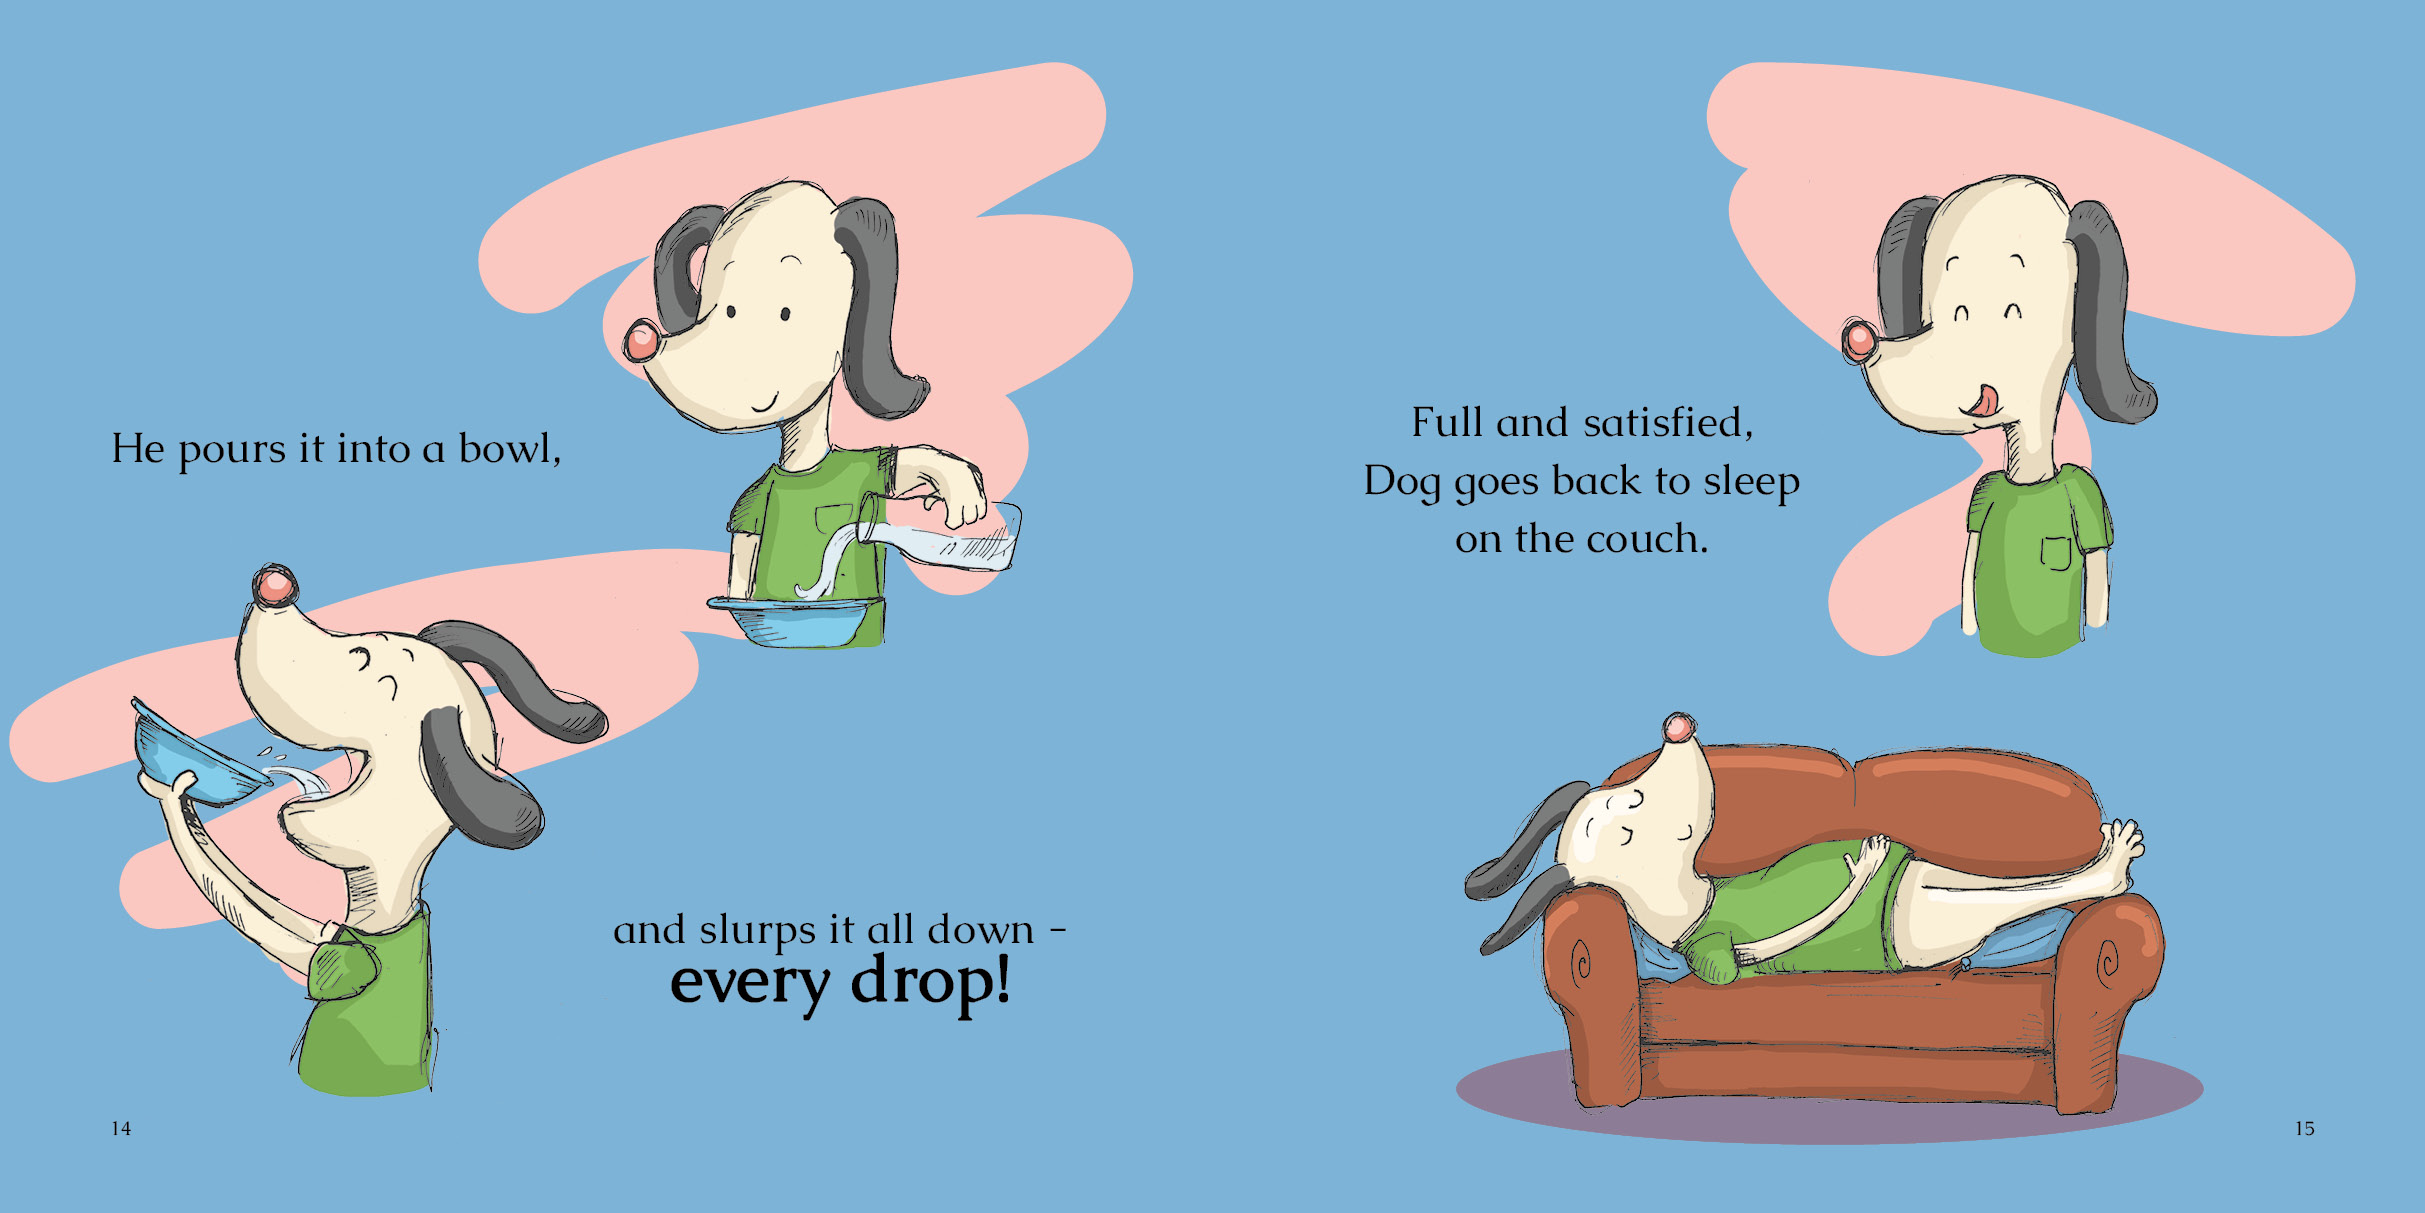 He pours it into a bowl,
and slurps it all down –
every drop!
14
Full and satisfied,
Dog goes back to sleep
on the couch.
15